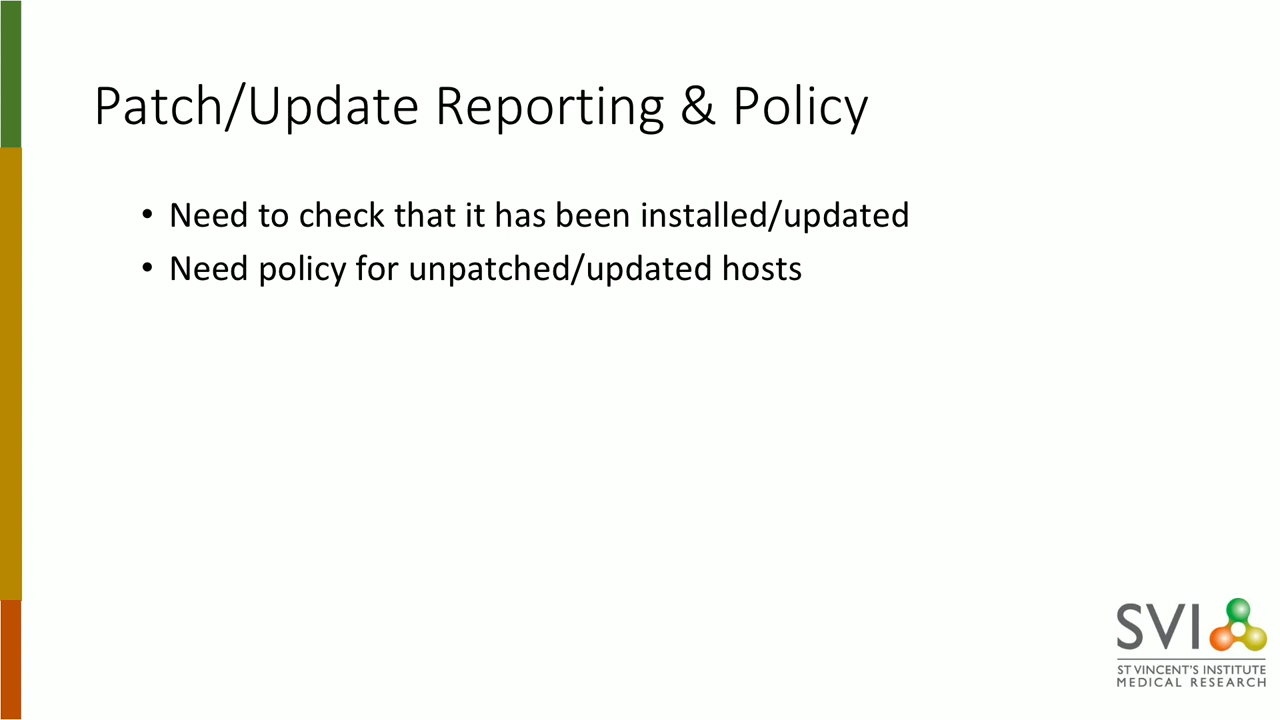 Patch/Update Reporting & Policy
• Need to check that it has been installed/updated
• Need policy for unpatched/updated hosts
SVI
ST VINCENT'S INSTITUTE
MEDICAL RESEARCH